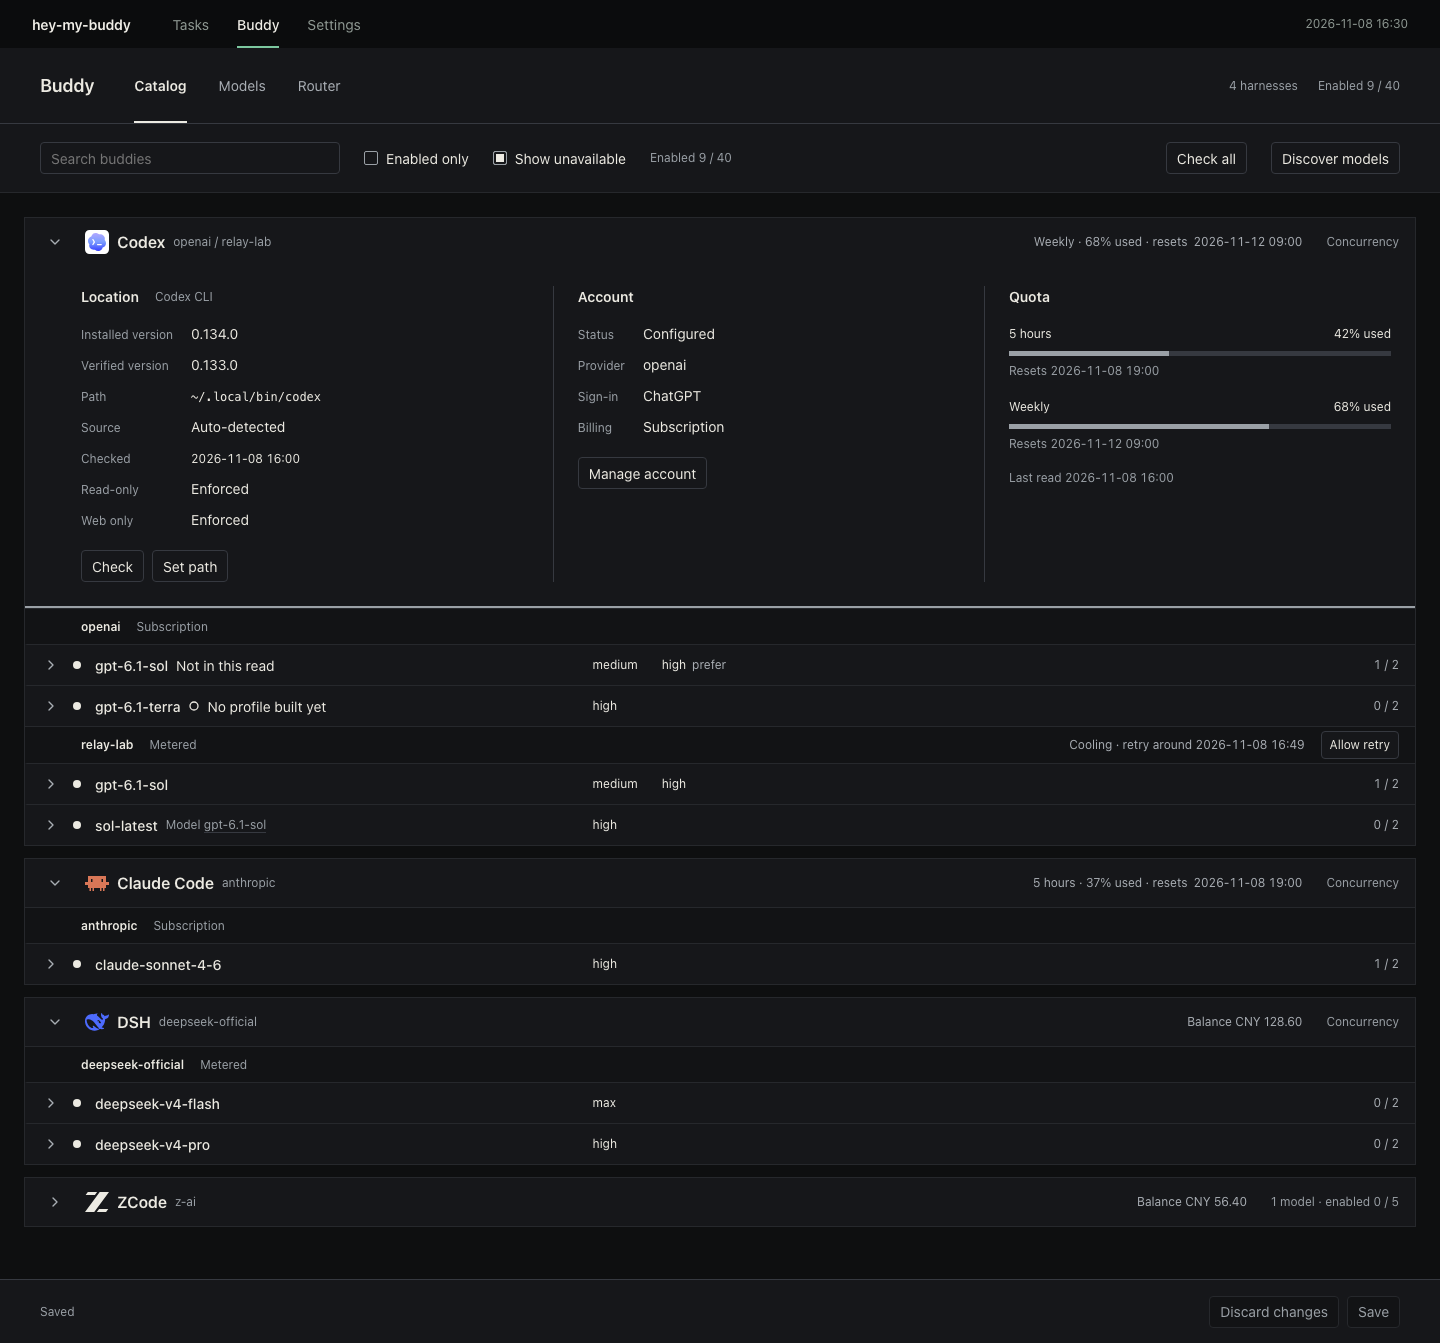 hey-my-buddy Tasks Buddy Settings 2026-11-08 16:30
Buddy Catalog Models Router 4 harnesses Enabled 9 / 40
Search buddies Enabled only Show unavailable Enabled 9 / 40 Check all Discover models
Codex openai / relay-lab Weekly · 68% used · resets 2026-11-12 09:00 Concurrency
Location Codex CLI
Installed version 0.134.0
Verified version 0.133.0
Path ~/.local/bin/codex
Source Auto-detected
Checked 2026-11-08 16:00
Read-only Enforced
Web only Enforced
Check Set path
Account
Status Configured
Provider openai
Sign-in ChatGPT
Billing Subscription
Manage account
Quota
5 hours 42% used
Resets 2026-11-08 19:00
Weekly 68% used
Resets 2026-11-12 09:00
Last read 2026-11-08 16:00
openai Subscription
gpt-6.1-sol Not in this read medium high prefer 1 / 2
gpt-6.1-terra No profile built yet high 0 / 2
relay-lab Metered Cooling · retry around 2026-11-08 16:49 Allow retry
gpt-6.1-sol medium high 1 / 2
sol-latest Model gpt-6.1-sol high 0 / 2
Claude Code anthropic 5 hours · 37% used · resets 2026-11-08 19:00 Concurrency
anthropic Subscription
claude-sonnet-4-6 high 1 / 2
DSH deepseek-official Balance CNY 128.60 Concurrency
deepseek-official Metered
deepseek-v4-flash max 0 / 2
deepseek-v4-pro high 0 / 2
ZCode z-ai Balance CNY 56.40 1 model · enabled 0 / 5
Saved Discard changes Save